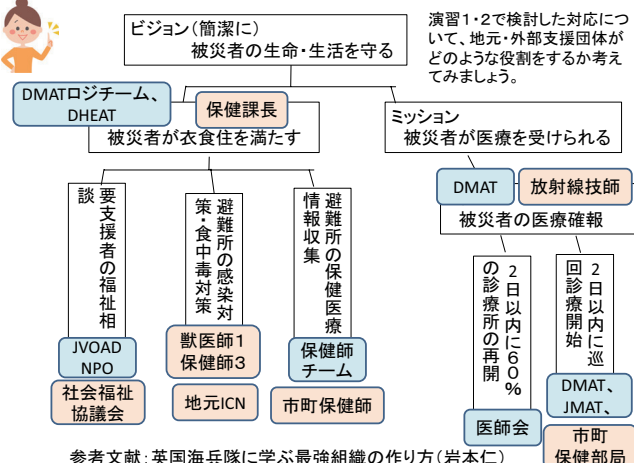 ビジョン(簡潔に)
被災者の生命・生活を守る
演習1・2で検討した対応につ
いて、地元・外部支援団体が
どのような役割をするか考え
てみましょう。
DMATロジチーム、
DHEAT
保健課長
被災者が衣食住を満たす
ミッション
被災者が医療を受けられる
DMAT
放射線技師
被災者の医療確報
要支援者の福祉相
談
避難所の感染対
策・食中毒対策
避難所の保健医療
情報収集
2日以内に60%
の診療所の再開
2日以内に巡
回診療開始
JVOAD
NPO
社会福祉
協議会
獣医師1
保健師3
地元ICN
保健師
チーム
市町保健師
医師会
DMAT、
JMAT、
市町
保健部局
参考文献:英国海兵隊に学ぶ最強組織の作り方(岩本仁)